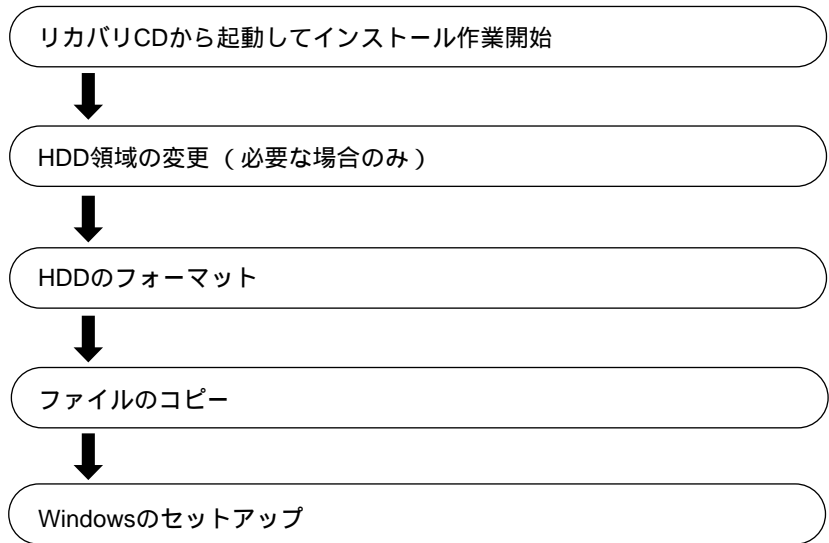 リカバリCDから起動してインストール作業開始
HDD領域の変更（必要な場合のみ）
HDDのフォーマット
ファイルのコピー
Windowsのセットアップ